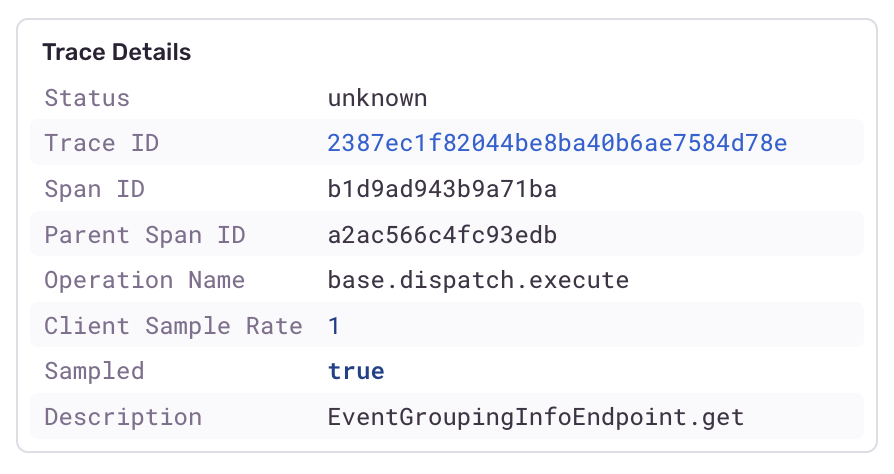 Trace Details
Status unknown
Trace ID 2387ec1f82044be8ba40b6ae7584d78e
Span ID b1d9ad943b9a71ba
Parent Span ID a2ac566c4fc93edb
Operation Name base.dispatch.execute
Client Sample Rate 1
Sampled true
Description EventGroupingInfoEndpoint.get